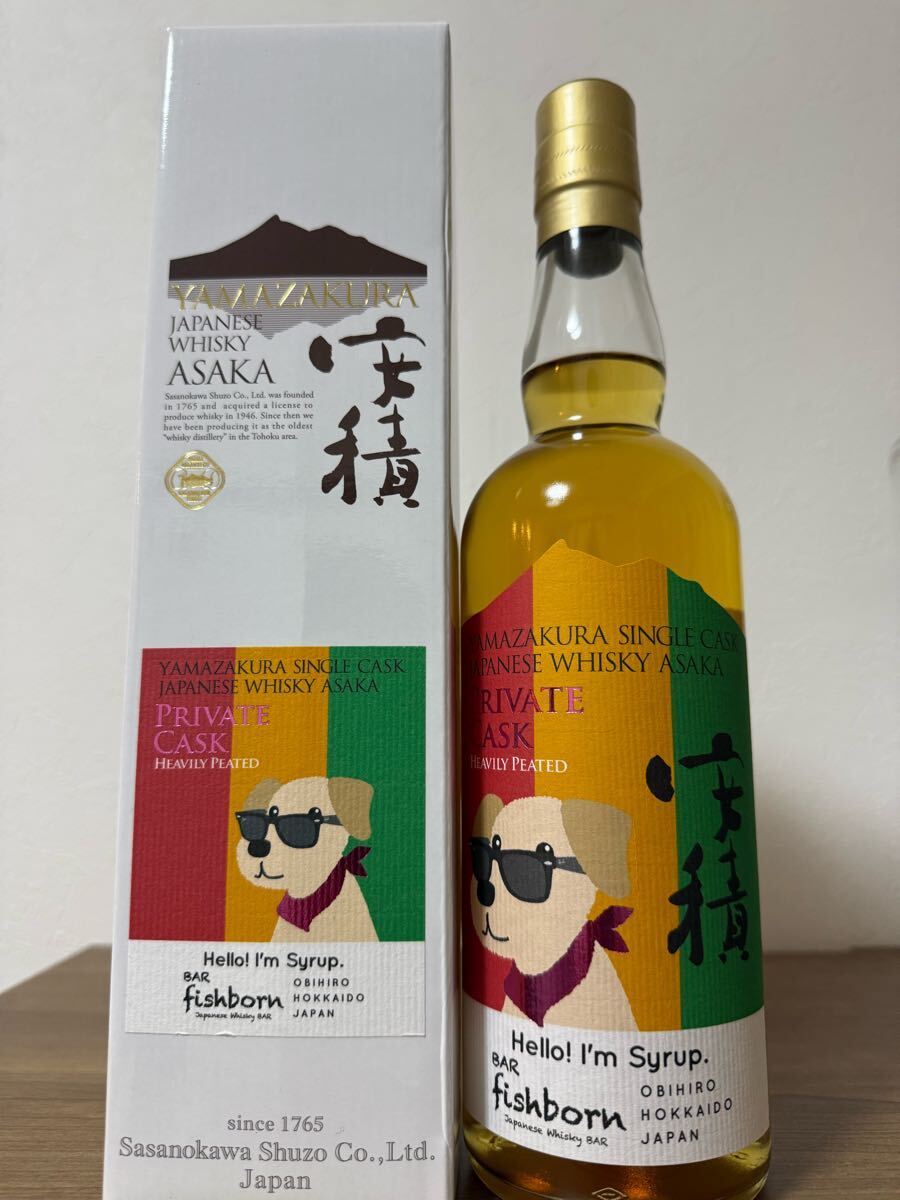 YAMAZAKURA
JAPANESE
WHISKY
ASAKA
安積
Sasanokawa Shuzo Co., Ltd. was founded
in 1765 and acquired a license to
produce whisky in 1946. Since then we
have been producing it as the oldest
"whisky distillery" in the Tohoku area.
YAMAZAKURA SINGLE CASK
JAPANESE WHISKY ASAKA
PRIVATE
CASK
HEAVILY PEATED
Hello! I'm Syrup.
BAR
fishborn
Japanese Whisky BAR
OBIHIRO
HOKKAIDO
JAPAN
since 1765
Sasanokawa Shuzo Co.,Ltd.
Japan
YAMAZAKURA SINGLE CASK
JAPANESE WHISKY ASAKA
PRIVATE
CASK
HEAVILY PEATED
安積
Hello! I'm Syrup.
BAR
fishborn
Japanese Whisky BAR
OBIHIRO
HOKKAIDO
JAPAN